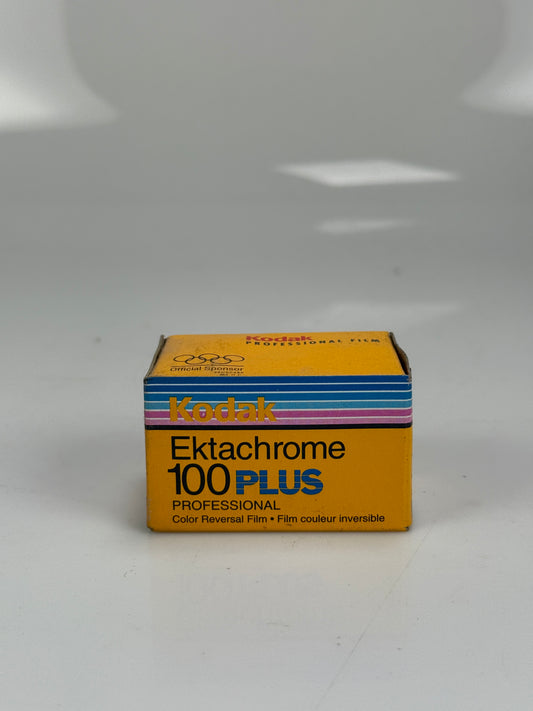 Kodak
PROFESSIONAL FILM
Official Sponsor
Kodak
Ektachrome
100 PLUS
PROFESSIONAL
Color Reversal Film • Film couleur inversible